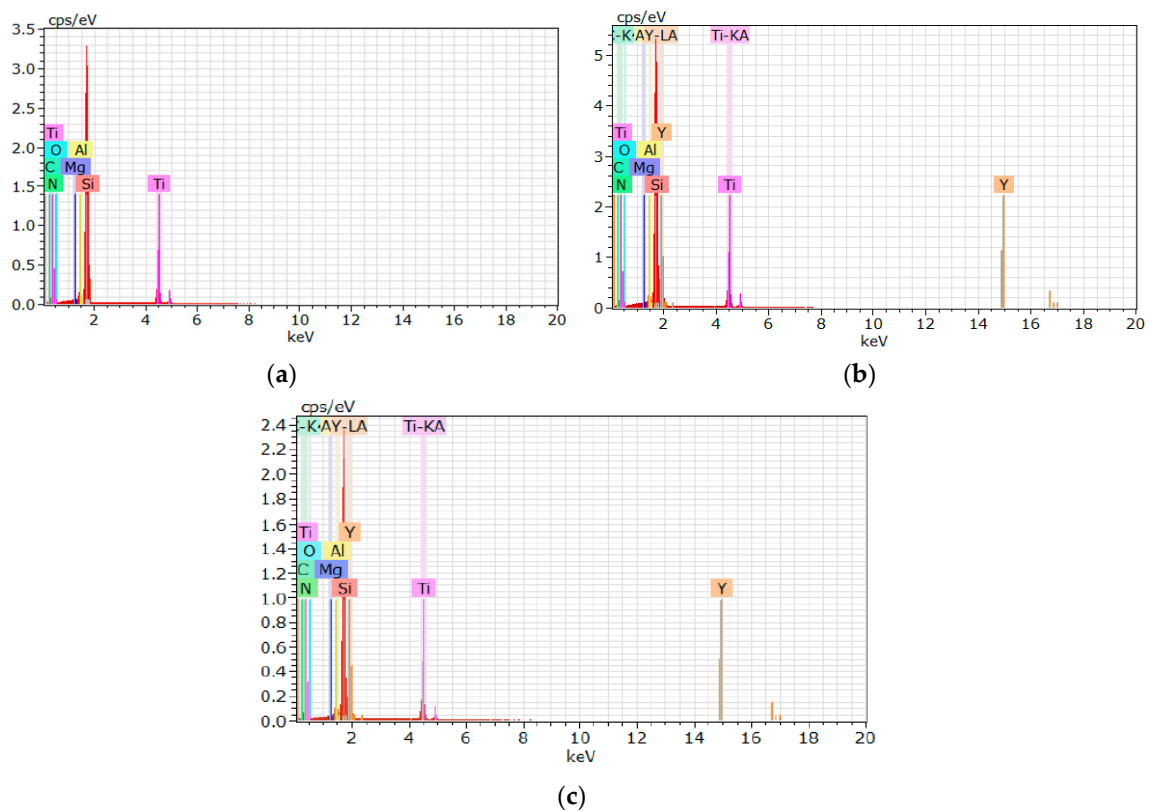 cps/eV
3.5
3.0
2.5
2.0
1.5
1.0
0.5
0.0
Ti
O Al
C Mg
N Si Ti
2 4 6 8 10 12 14 16 18 20
keV
(a)
cps/eV
C-K AY-LA Ti-KA
5
4
3
2
1
0
Ti Y
O Al
C Mg
N Si Ti Y
2 4 6 8 10 12 14 16 18 20
keV
(b)
cps/eV
C-K AY-LA Ti-KA
2.4
2.2
2.0
1.8
1.6
1.4
1.2
1.0
0.8
0.6
0.4
0.2
0.0
Ti Y
O Al
C Mg
N Si Ti Y
2 4 6 8 10 12 14 16 18 20
keV
(c)